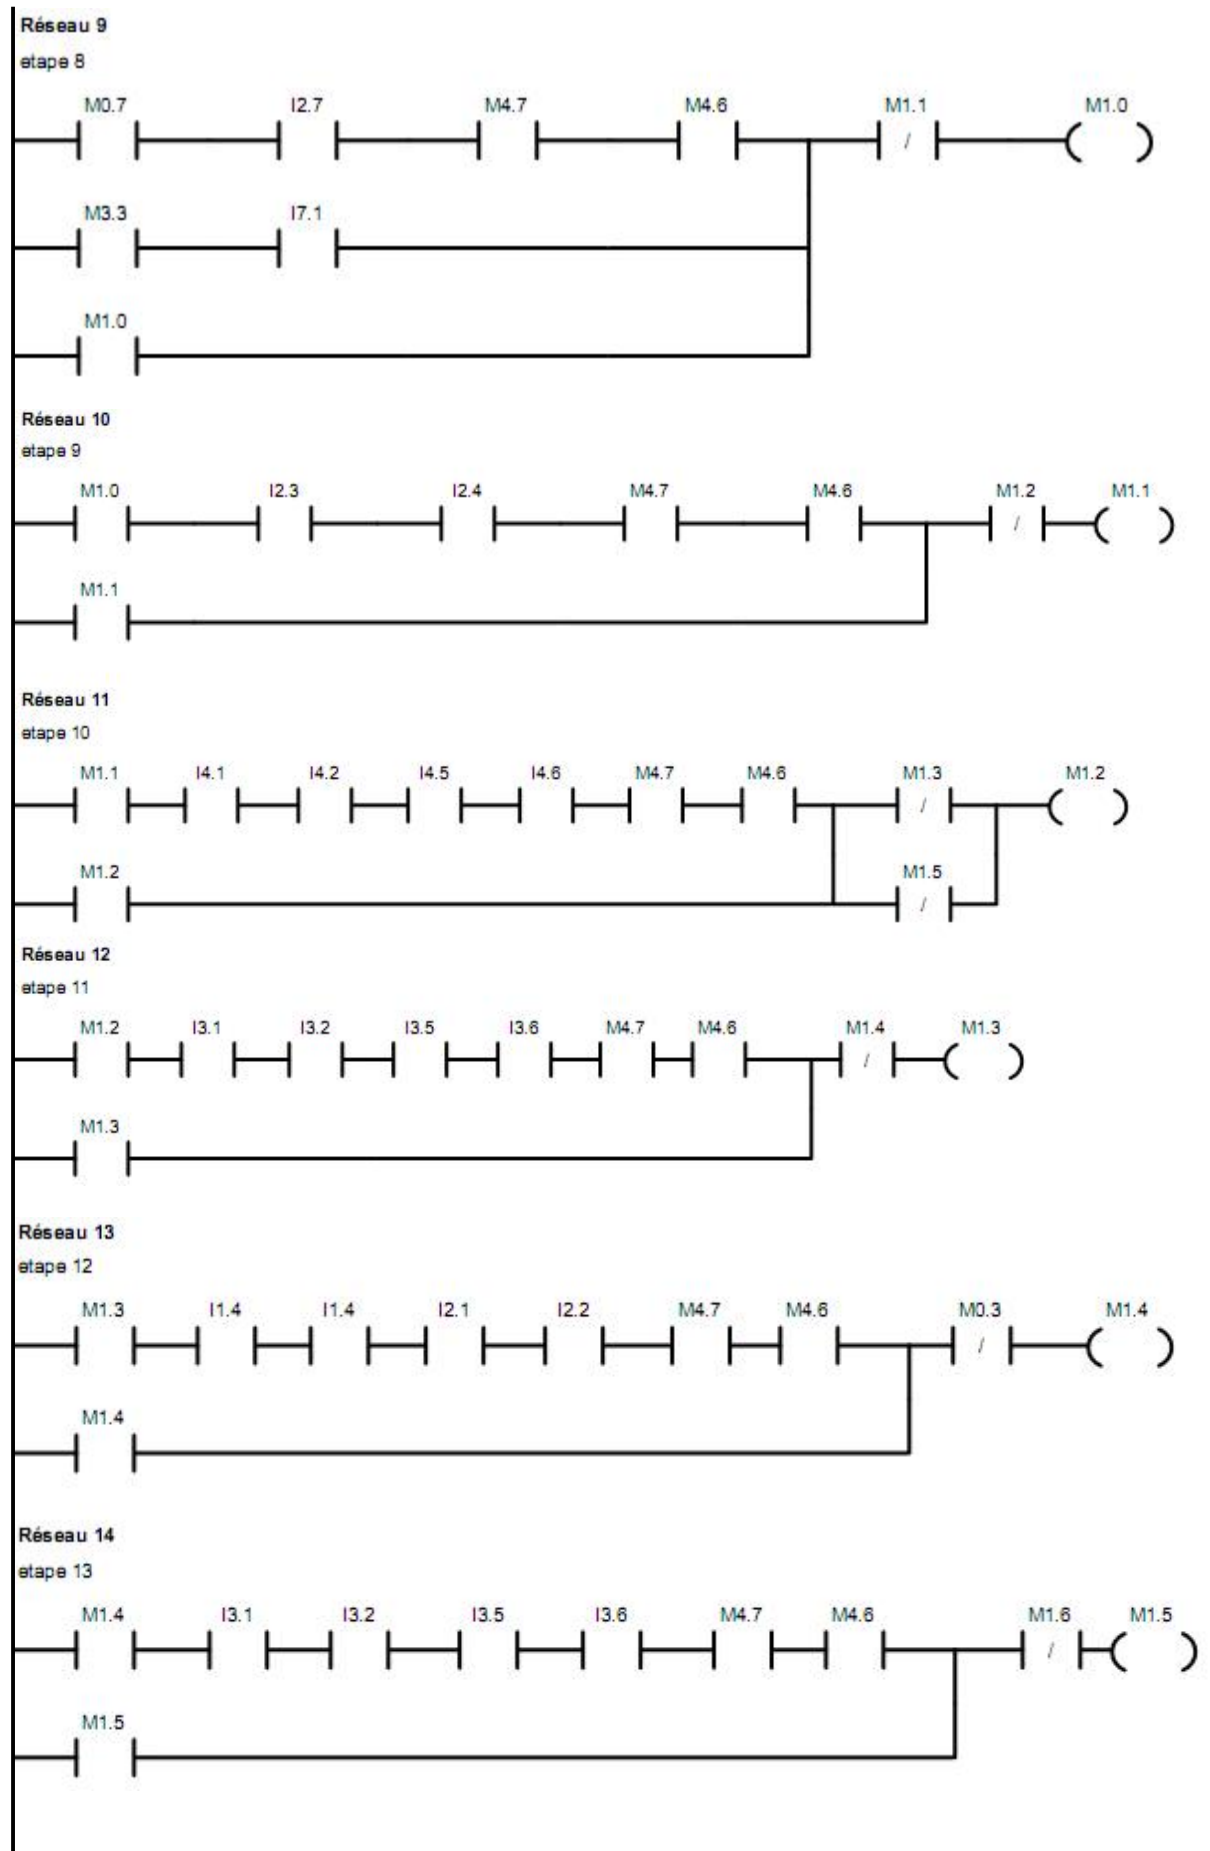 Réseau 9
etape 8
M0.7 I2.7 M4.7 M4.6 M1.1 M1.0
/
M3.3 I7.1
M1.0
Réseau 10
etape 9
M1.0 I2.3 I2.4 M4.7 M4.6 M1.2 M1.1
/
M1.1
Réseau 11
etape 10
M1.1 I4.1 I4.2 I4.5 I4.6 M4.7 M4.6 M1.3 M1.2
/
M1.2 M1.5
/
Réseau 12
etape 11
M1.2 I3.1 I3.2 I3.5 I3.6 M4.7 M4.6 M1.4 M1.3
/
M1.3
Réseau 13
etape 12
M1.3 I1.4 I1.4 I2.1 I2.2 M4.7 M4.6 M0.3 M1.4
/
M1.4
Réseau 14
etape 13
M1.4 I3.1 I3.2 I3.5 I3.6 M4.7 M4.6 M1.6 M1.5
/
M1.5